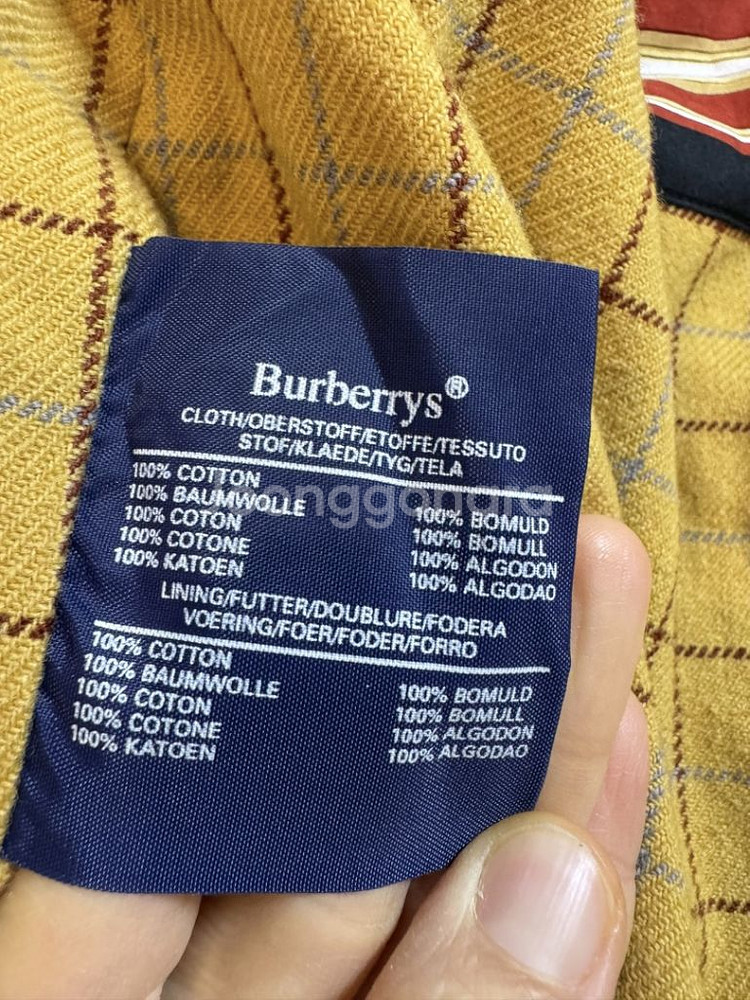 Burberrys®
CLOTH/OBERSTOFF/ETOFFE/TESSUTO
STOF/KLAEDE/TYG/TELA
100% COTTON
100% BAUMWOLLE
100% COTON
100% COTONE
100% KATOEN
100% BOMULD
100% BOMULL
100% ALGODON
100% ALGODAO
LINING/FUTTER/DOUBLURE/FODERA
VOERING/FOER/FODER/FORRO
100% COTTON
100% BAUMWOLLE
100% COTON
100% COTONE
100% KATOEN
100% BOMULD
100% BOMULL
100% ALGODON
100% ALGODAO